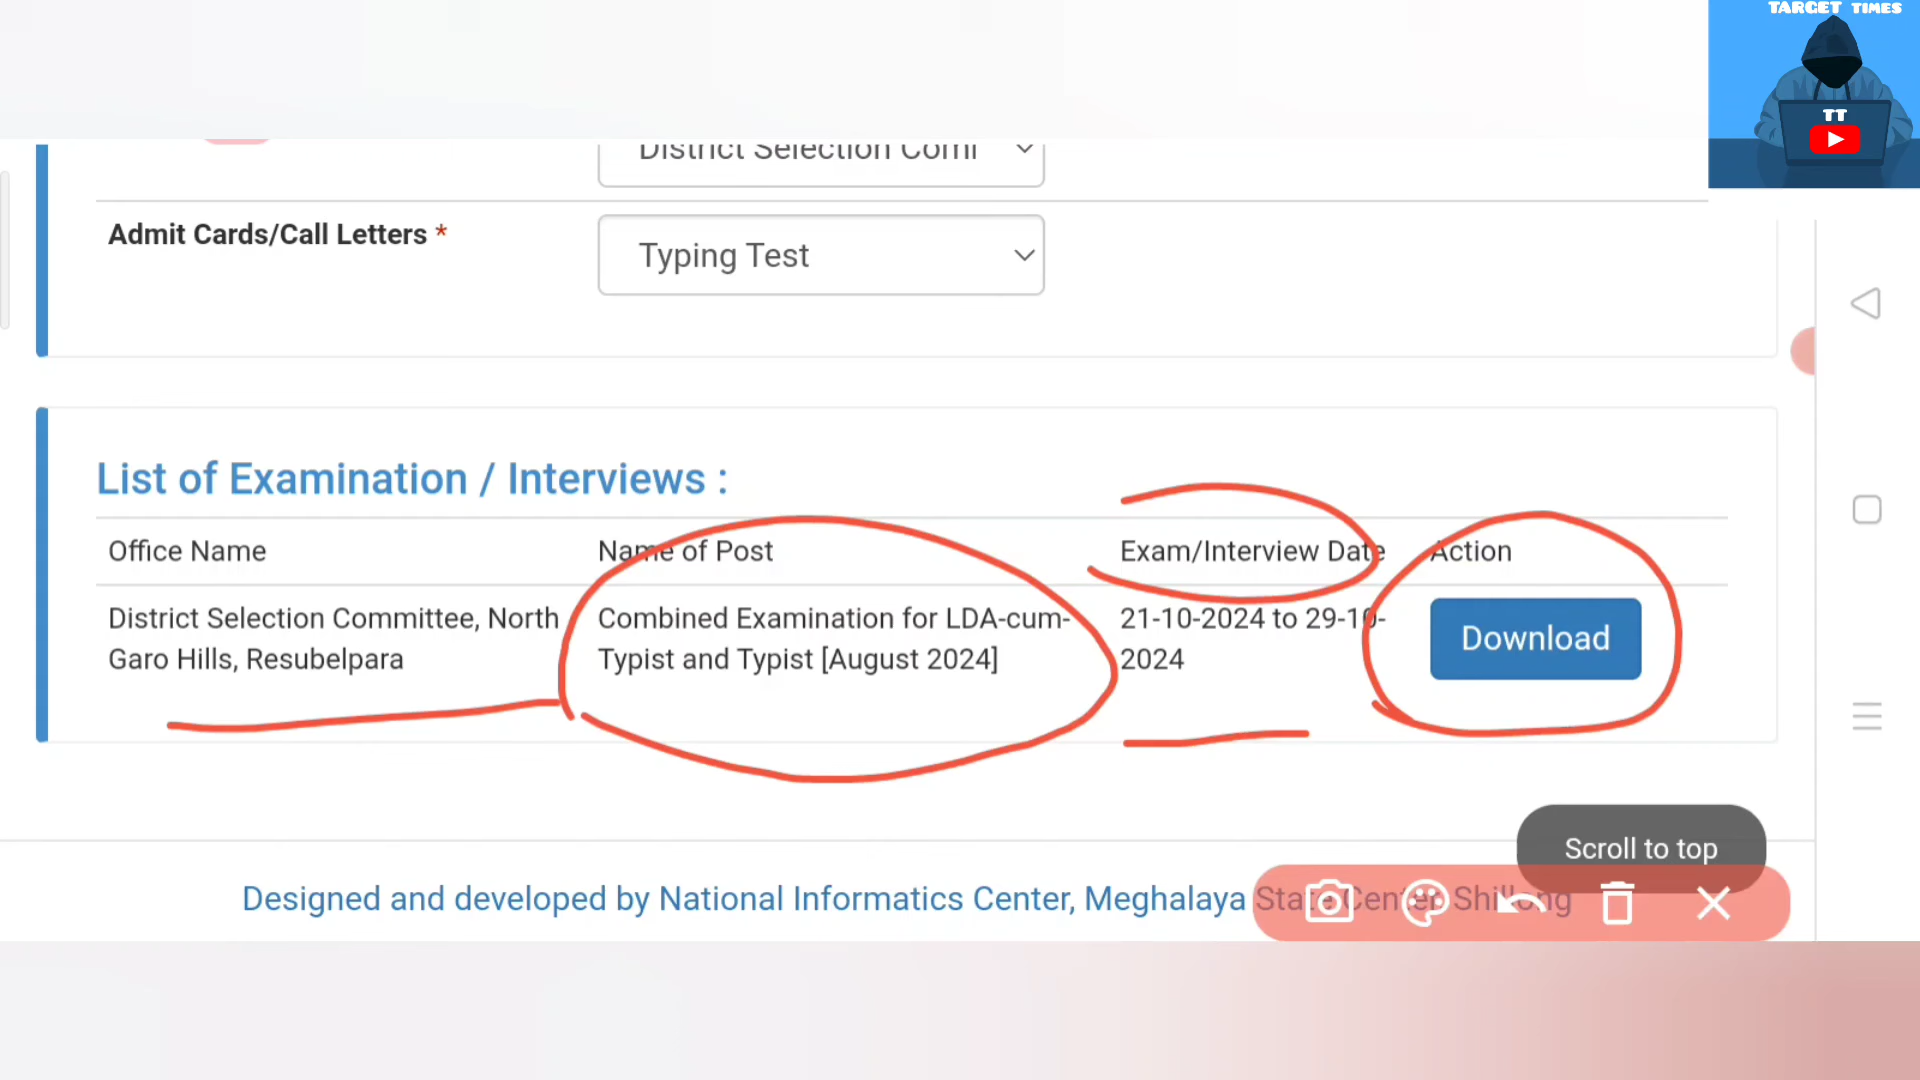 TARGET TIMES
TT
District Selection Comi
Admit Cards/Call Letters *
Typing Test
List of Examination / Interviews :
Office Name Name of Post Exam/Interview Date Action
District Selection Committee, North Combined Examination for LDA-cum- 21-10-2024 to 29-10- Download
Garo Hills, Resubelpara Typist and Typist [August 2024] 2024
Scroll to top
Designed and developed by National Informatics Center, Meghalaya State Center Shillong